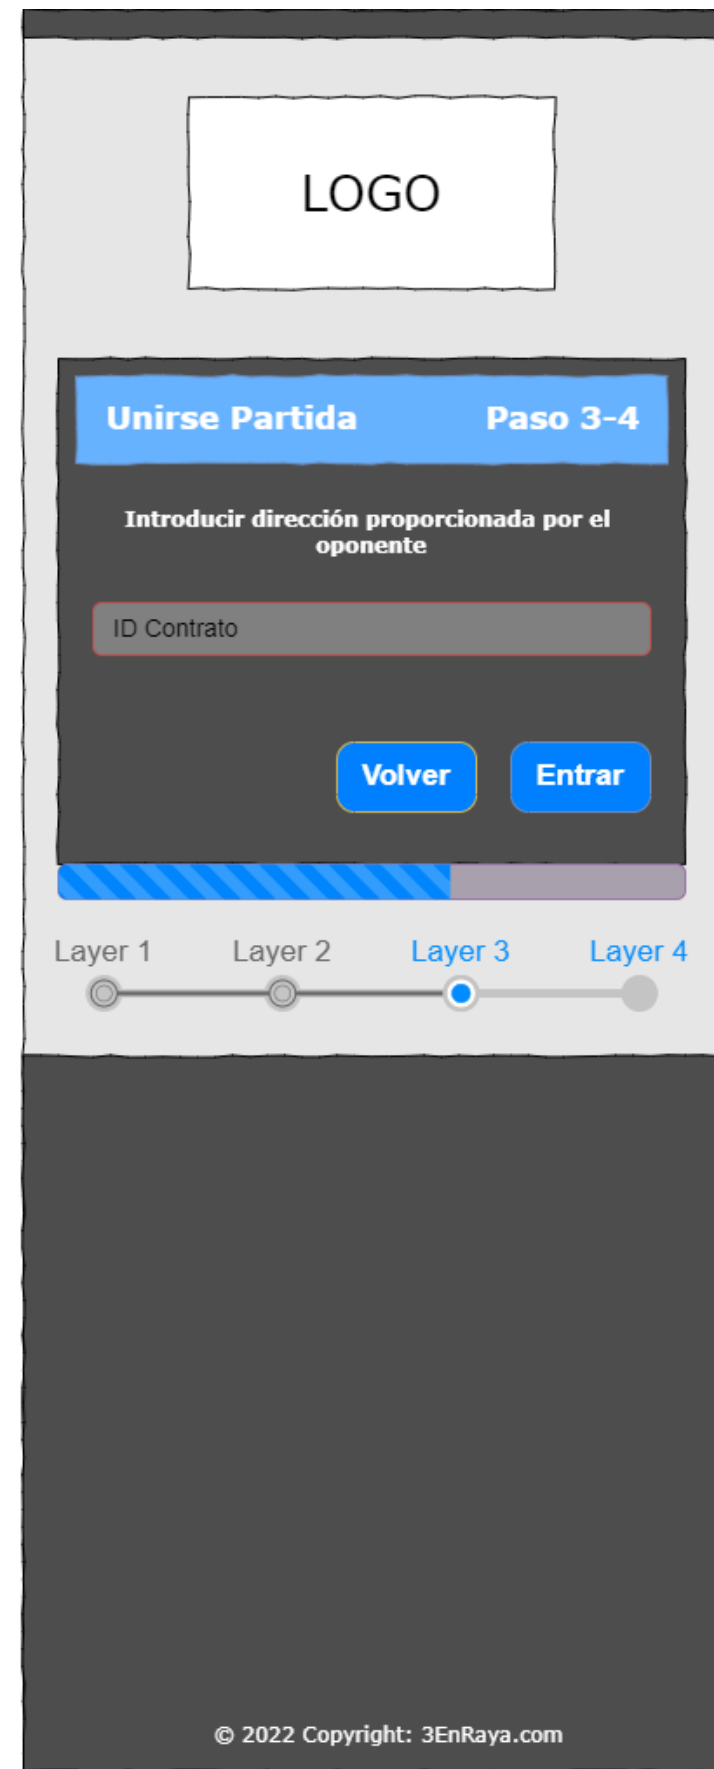 LOGO
Unirse Partida Paso 3-4
Introducir dirección proporcionada por el
oponente
ID Contrato
Volver Entrar
Layer 1 Layer 2 Layer 3 Layer 4
© 2022 Copyright: 3EnRaya.com